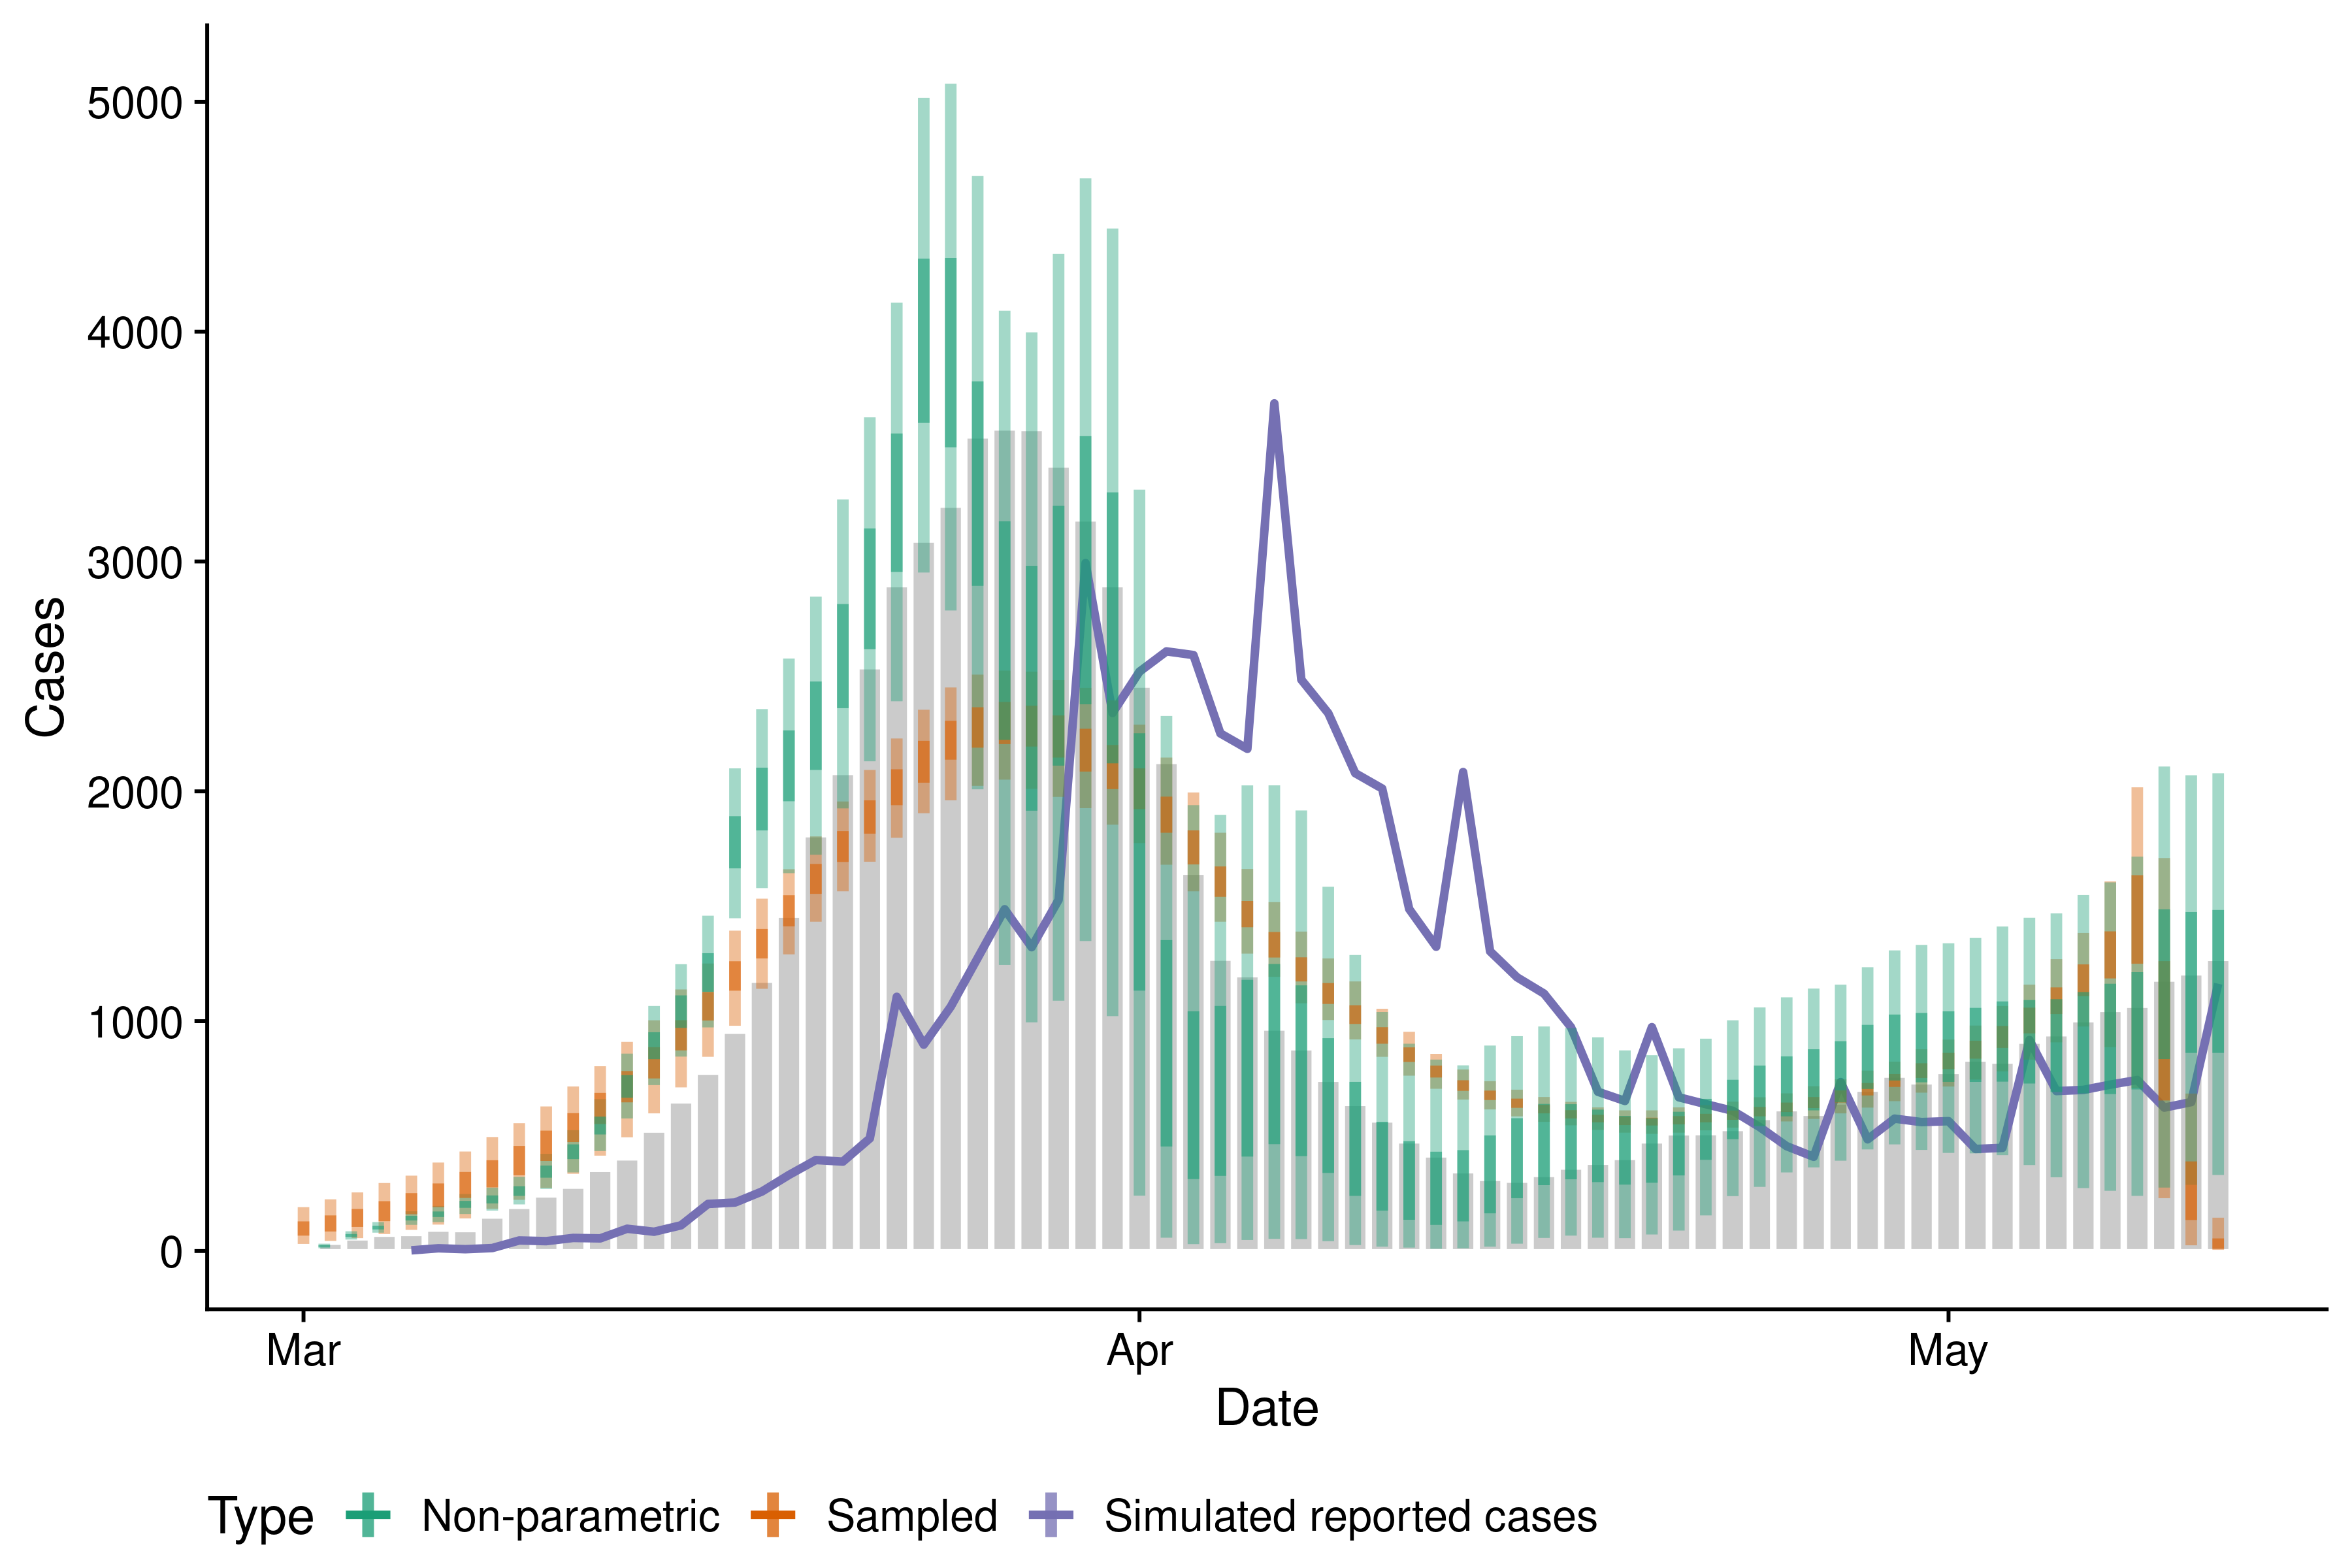 Cases
5000
4000
3000
2000
1000
0
Mar Apr May
Date
Type Non-parametric Sampled Simulated reported cases